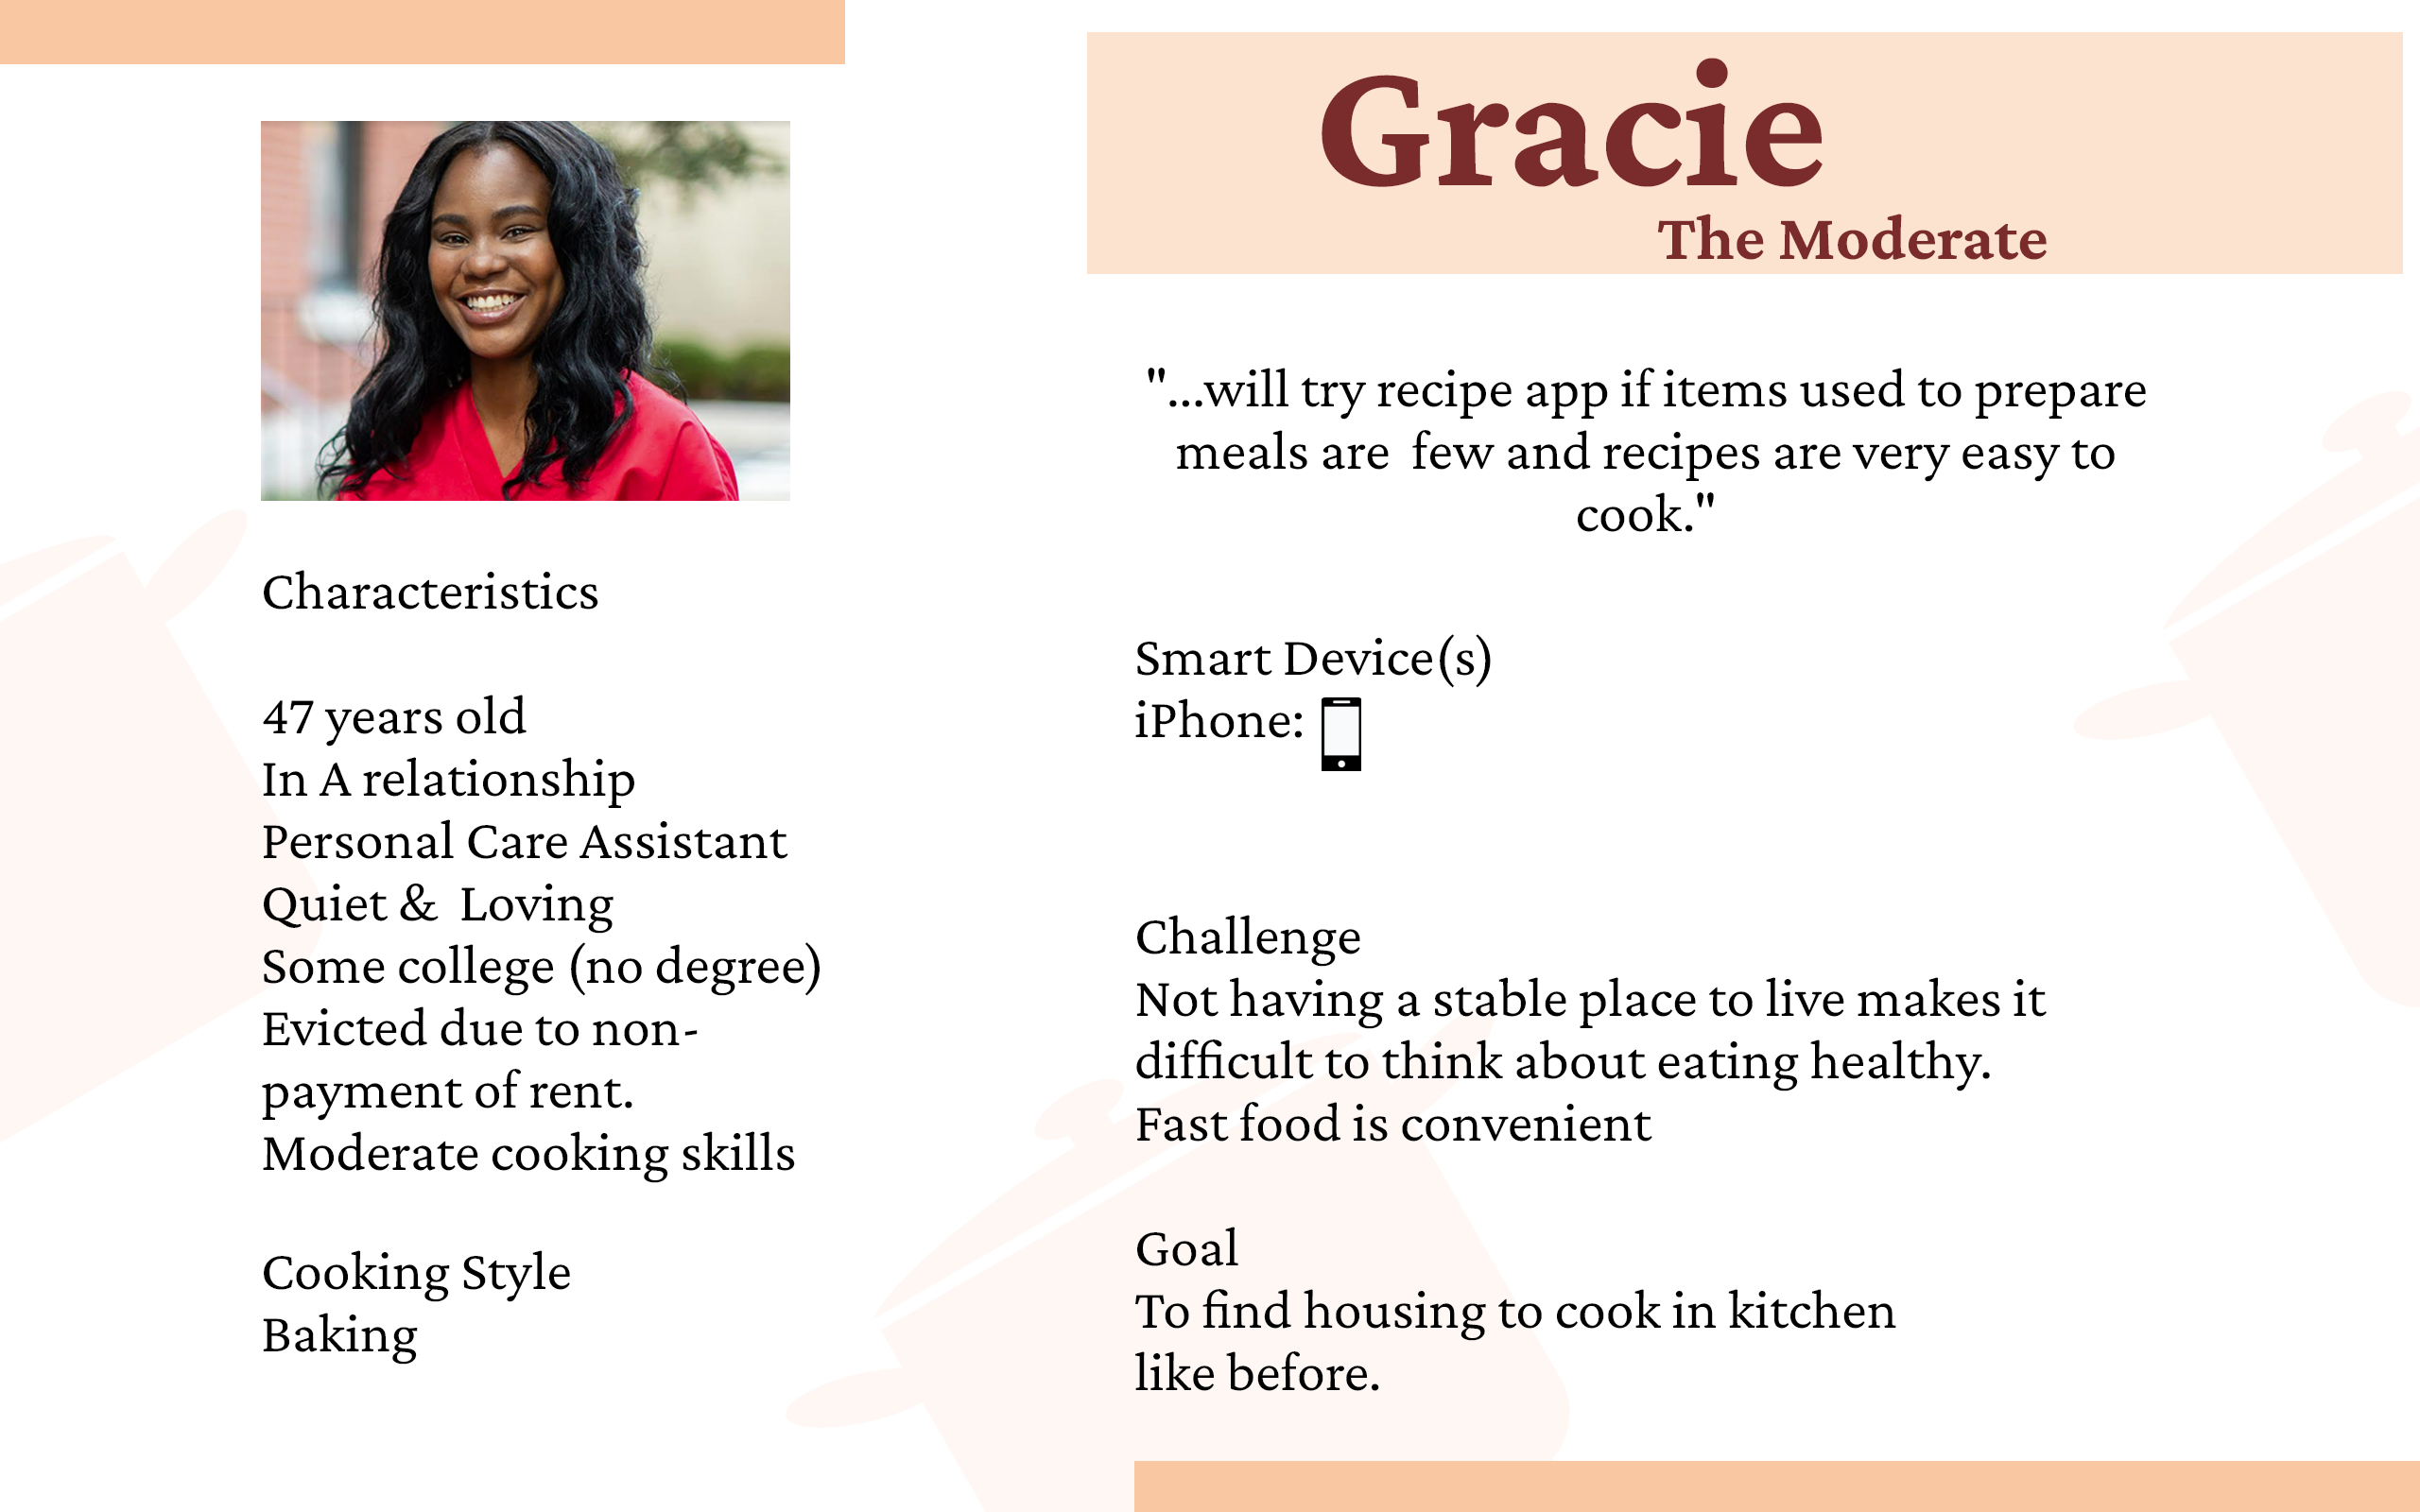 Gracie
The Moderate
"...will try recipe app if items used to prepare
meals are  few and recipes are very easy to
cook."
Characteristics
47 years old
In A relationship
Personal Care Assistant
Quiet &  Loving
Some college (no degree)
Evicted due to non-
payment of rent.
Moderate cooking skills
Cooking Style
Baking
Smart Device(s)
iPhone:
Challenge
Not having a stable place to live makes it
difficult to think about eating healthy.
Fast food is convenient
Goal
To find housing to cook in kitchen
like before.